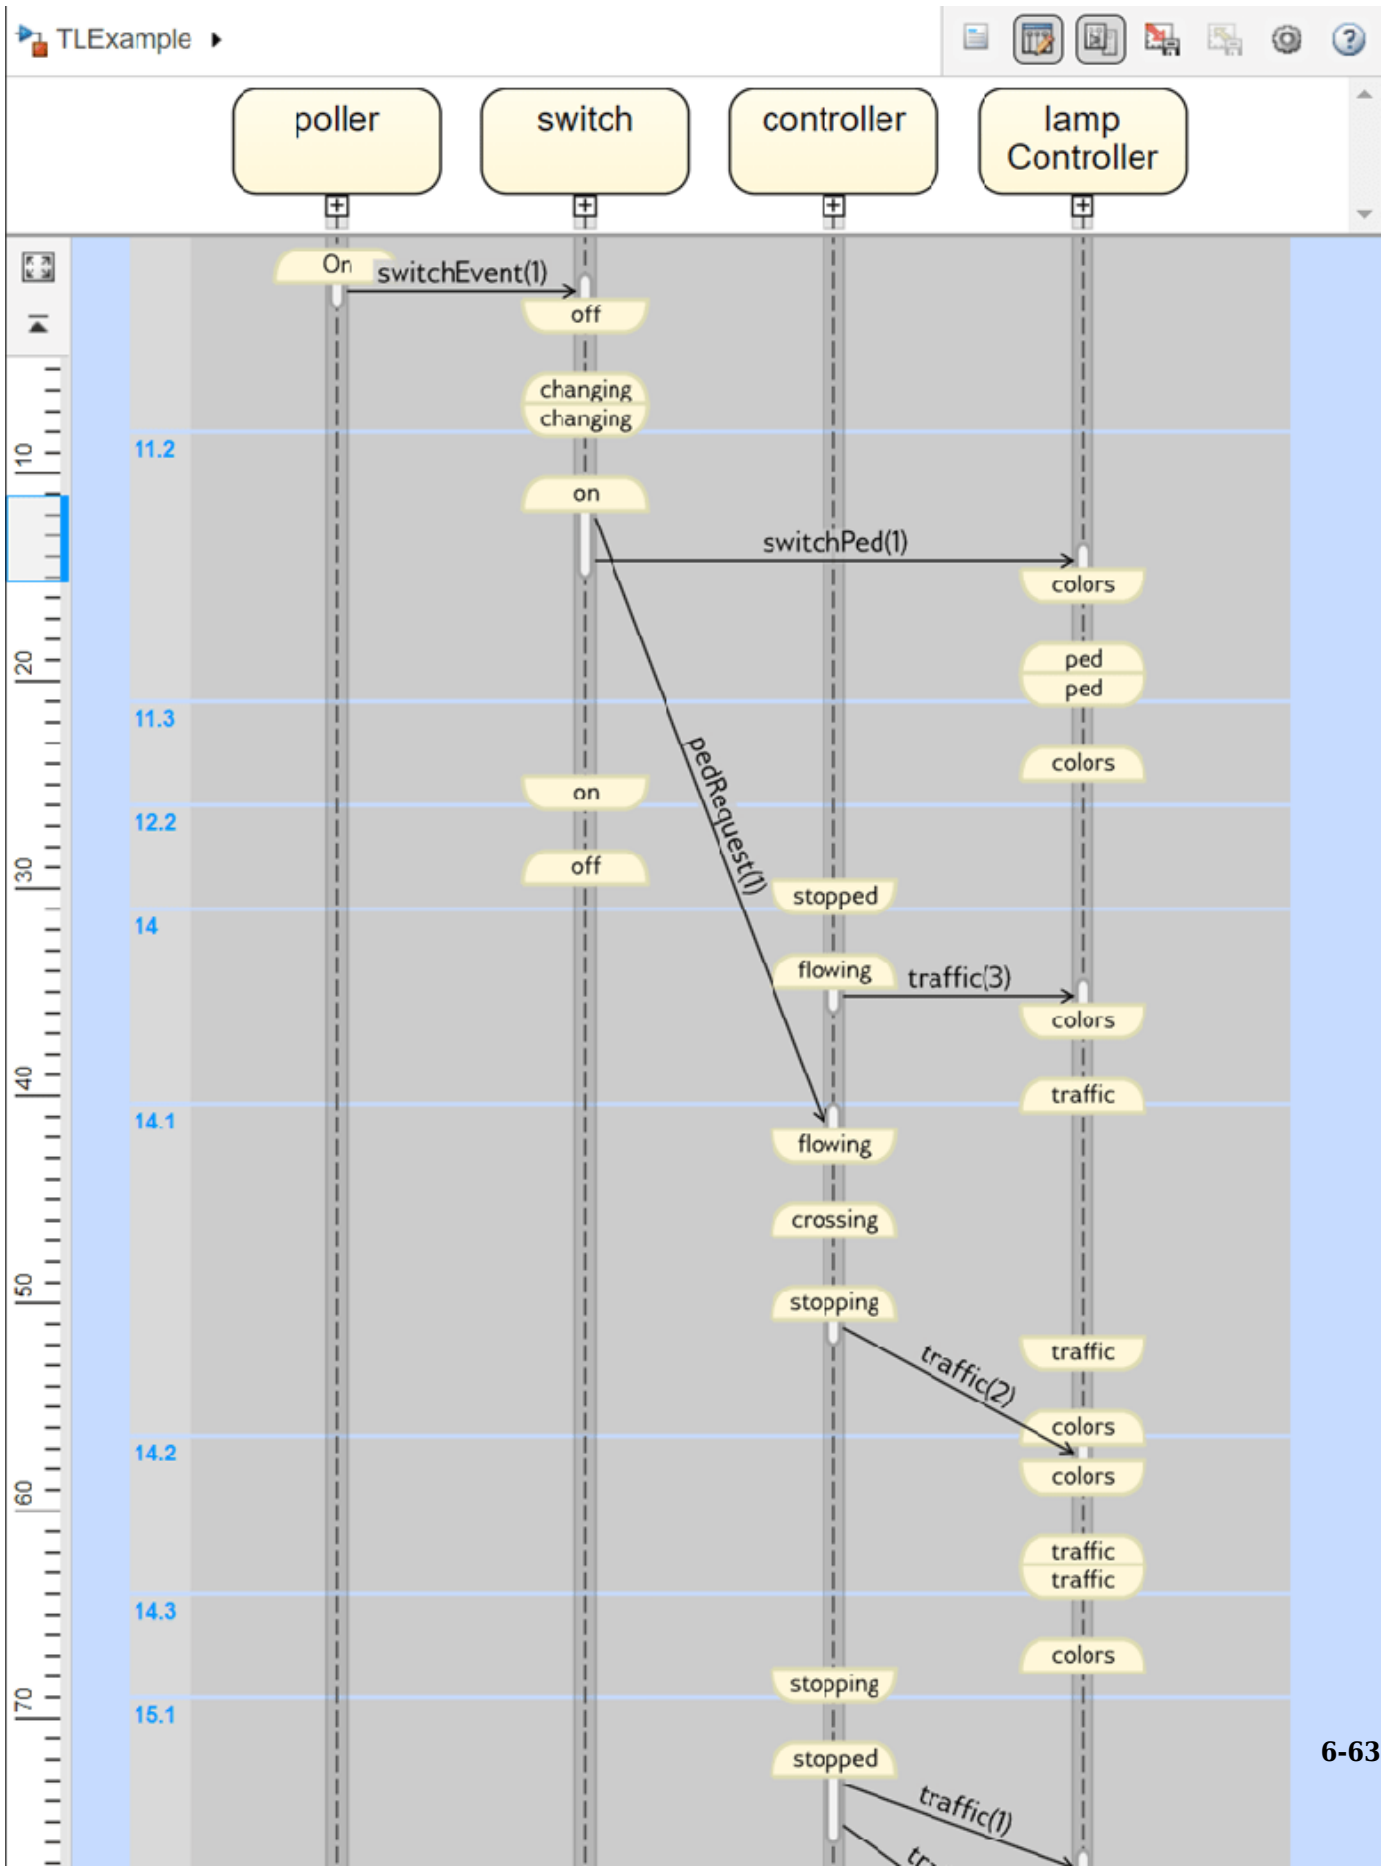 TLExample
poller
switch
controller
lamp
Controller
On
switchEvent(1)
off
changing
changing
11.2
10
on
switchPed(1)
colors
ped
20
ped
11.3
pedRequest(1)
colors
on
12.2
off
30
stopped
14
flowing
traffic(3)
colors
40
traffic
14.1
flowing
crossing
50
stopping
traffic
traffic(2)
colors
14.2
colors
60
traffic
traffic
14.3
colors
stopping
70
15.1
6-63
stopped
traffic(1)